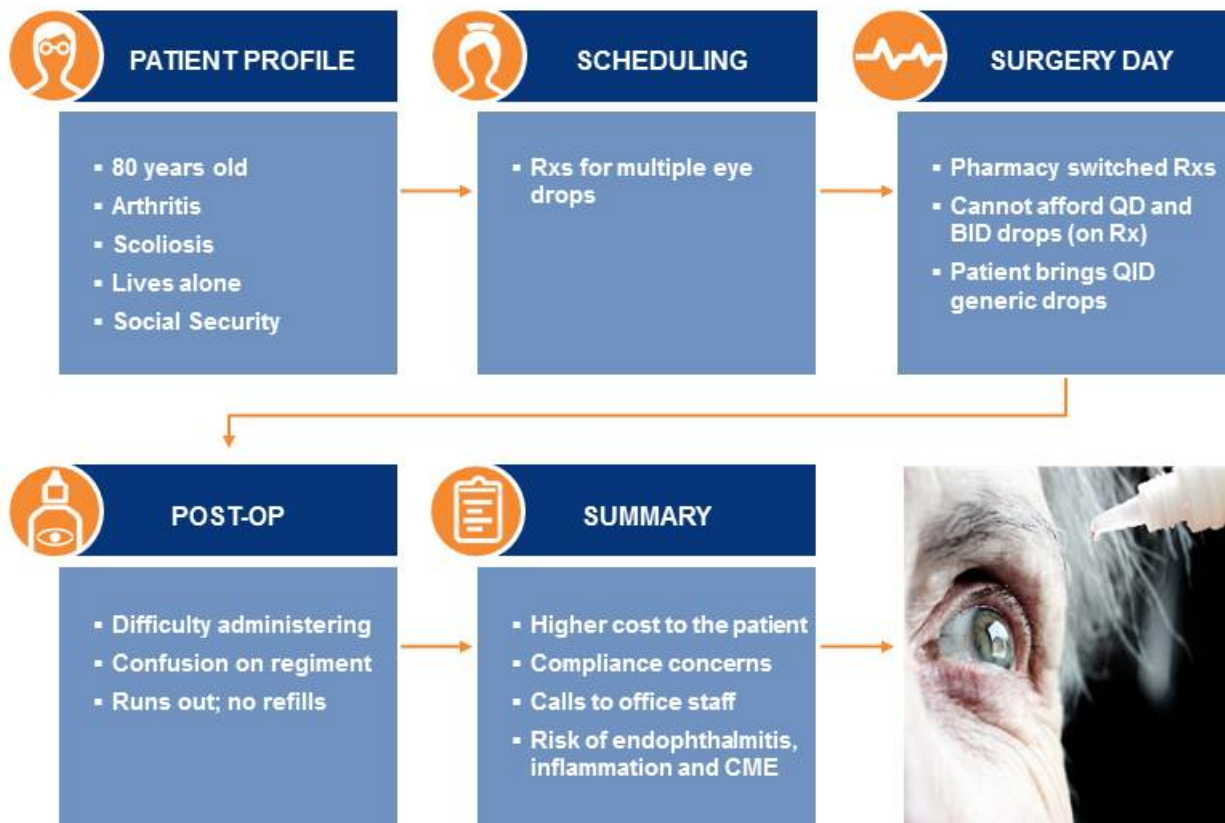 PATIENT PROFILE
▪ 80 years old
▪ Arthritis
▪ Scoliosis
▪ Lives alone
▪ Social Security
SCHEDULING
▪ Rxs for multiple eye
drops
SURGERY DAY
▪ Pharmacy switched Rxs
▪ Cannot afford QD and
BID drops (on Rx)
▪ Patient brings QID
generic drops
POST-OP
▪ Difficulty administering
▪ Confusion on regiment
▪ Runs out; no refills
SUMMARY
▪ Higher cost to the patient
▪ Compliance concerns
▪ Calls to office staff
▪ Risk of endophthalmitis,
inflammation and CME